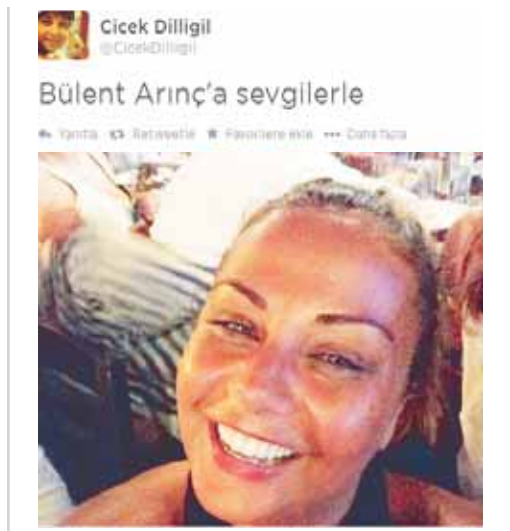 Cicek Dilligil
@CicekDilligil
Bülent Arınç'a sevgilerle
Yanıtla Retweetle Favorilere ekle Daha fazla